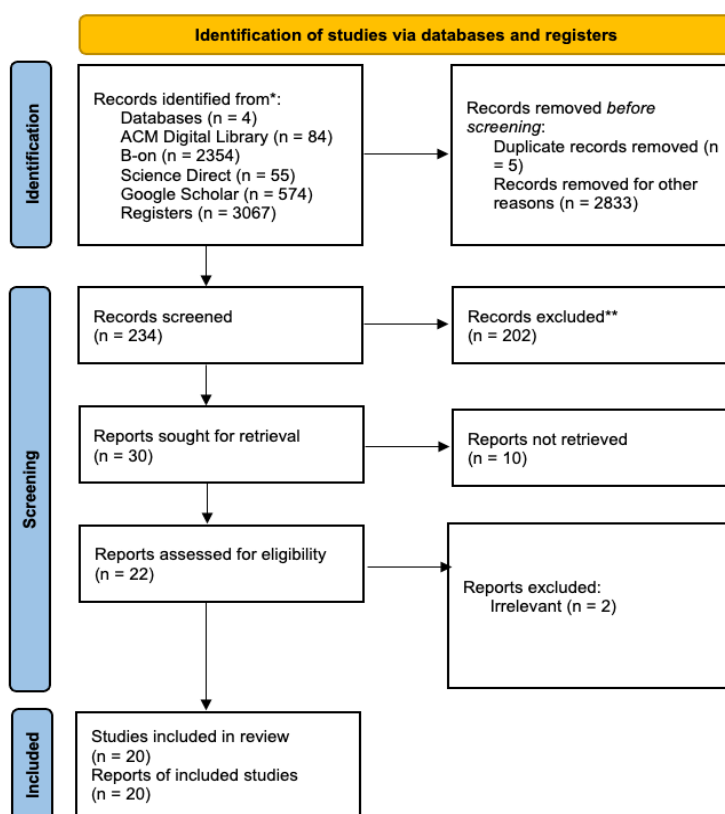 Identification of studies via databases and registers
Identification
Records identified from*:
Databases (n = 4)
ACM Digital Library (n = 84)
B-on (n = 2354)
Science Direct (n = 55)
Google Scholar (n = 574)
Registers (n = 3067)
Records removed before
screening:
Duplicate records removed (n
= 5)
Records removed for other
reasons (n = 2833)
Screening
Records screened
(n = 234)
Records excluded**
(n = 202)
Reports sought for retrieval
(n = 30)
Reports not retrieved
(n = 10)
Reports assessed for eligibility
(n = 22)
Reports excluded:
Irrelevant (n = 2)
Included
Studies included in review
(n = 20)
Reports of included studies
(n = 20)